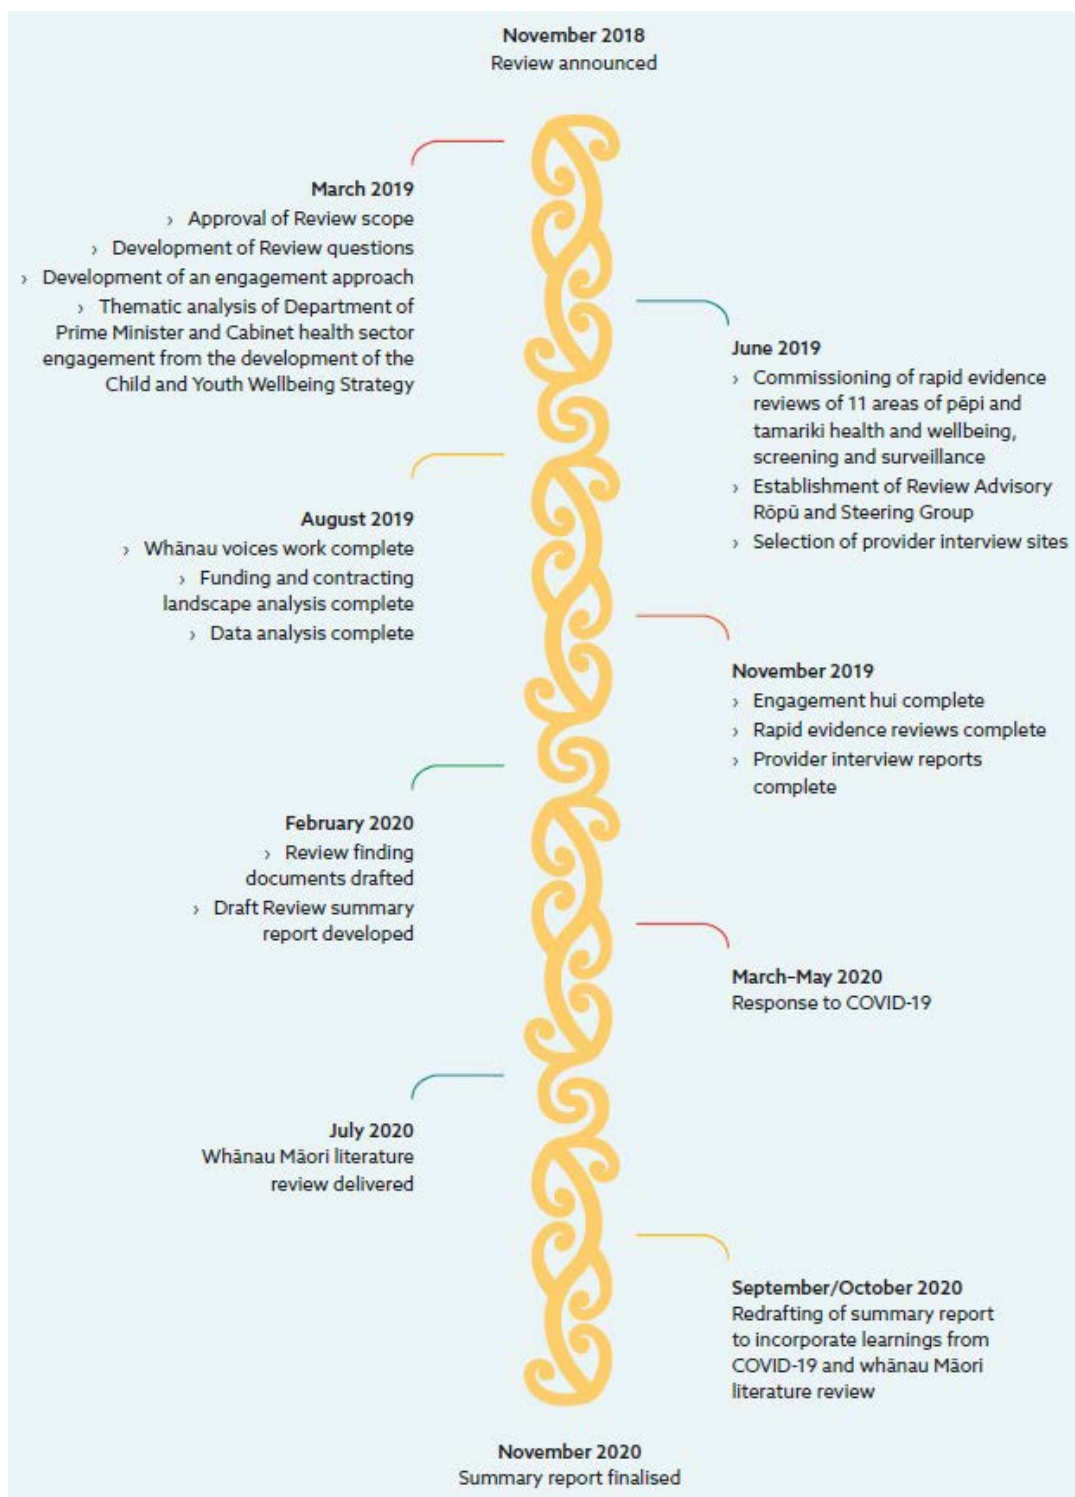 November 2018
Review announced
March 2019
› Approval of Review scope
› Development of Review questions
› Development of an engagement approach
› Thematic analysis of Department of
Prime Minister and Cabinet health sector
engagement from the development of the
Child and Youth Wellbeing Strategy
June 2019
› Commissioning of rapid evidence
reviews of 11 areas of pēpi and
tamariki health and wellbeing,
screening and surveillance
› Establishment of Review Advisory
Rōpū and Steering Group
› Selection of provider interview sites
August 2019
› Whānau voices work complete
› Funding and contracting
landscape analysis complete
› Data analysis complete
November 2019
› Engagement hui complete
› Rapid evidence reviews complete
› Provider interview reports
complete
February 2020
› Review finding
documents drafted
› Draft Review summary
report developed
March–May 2020
Response to COVID-19
July 2020
Whānau Māori literature
review delivered
September/October 2020
Redrafting of summary report
to incorporate learnings from
COVID-19 and whānau Māori
literature review
November 2020
Summary report finalised